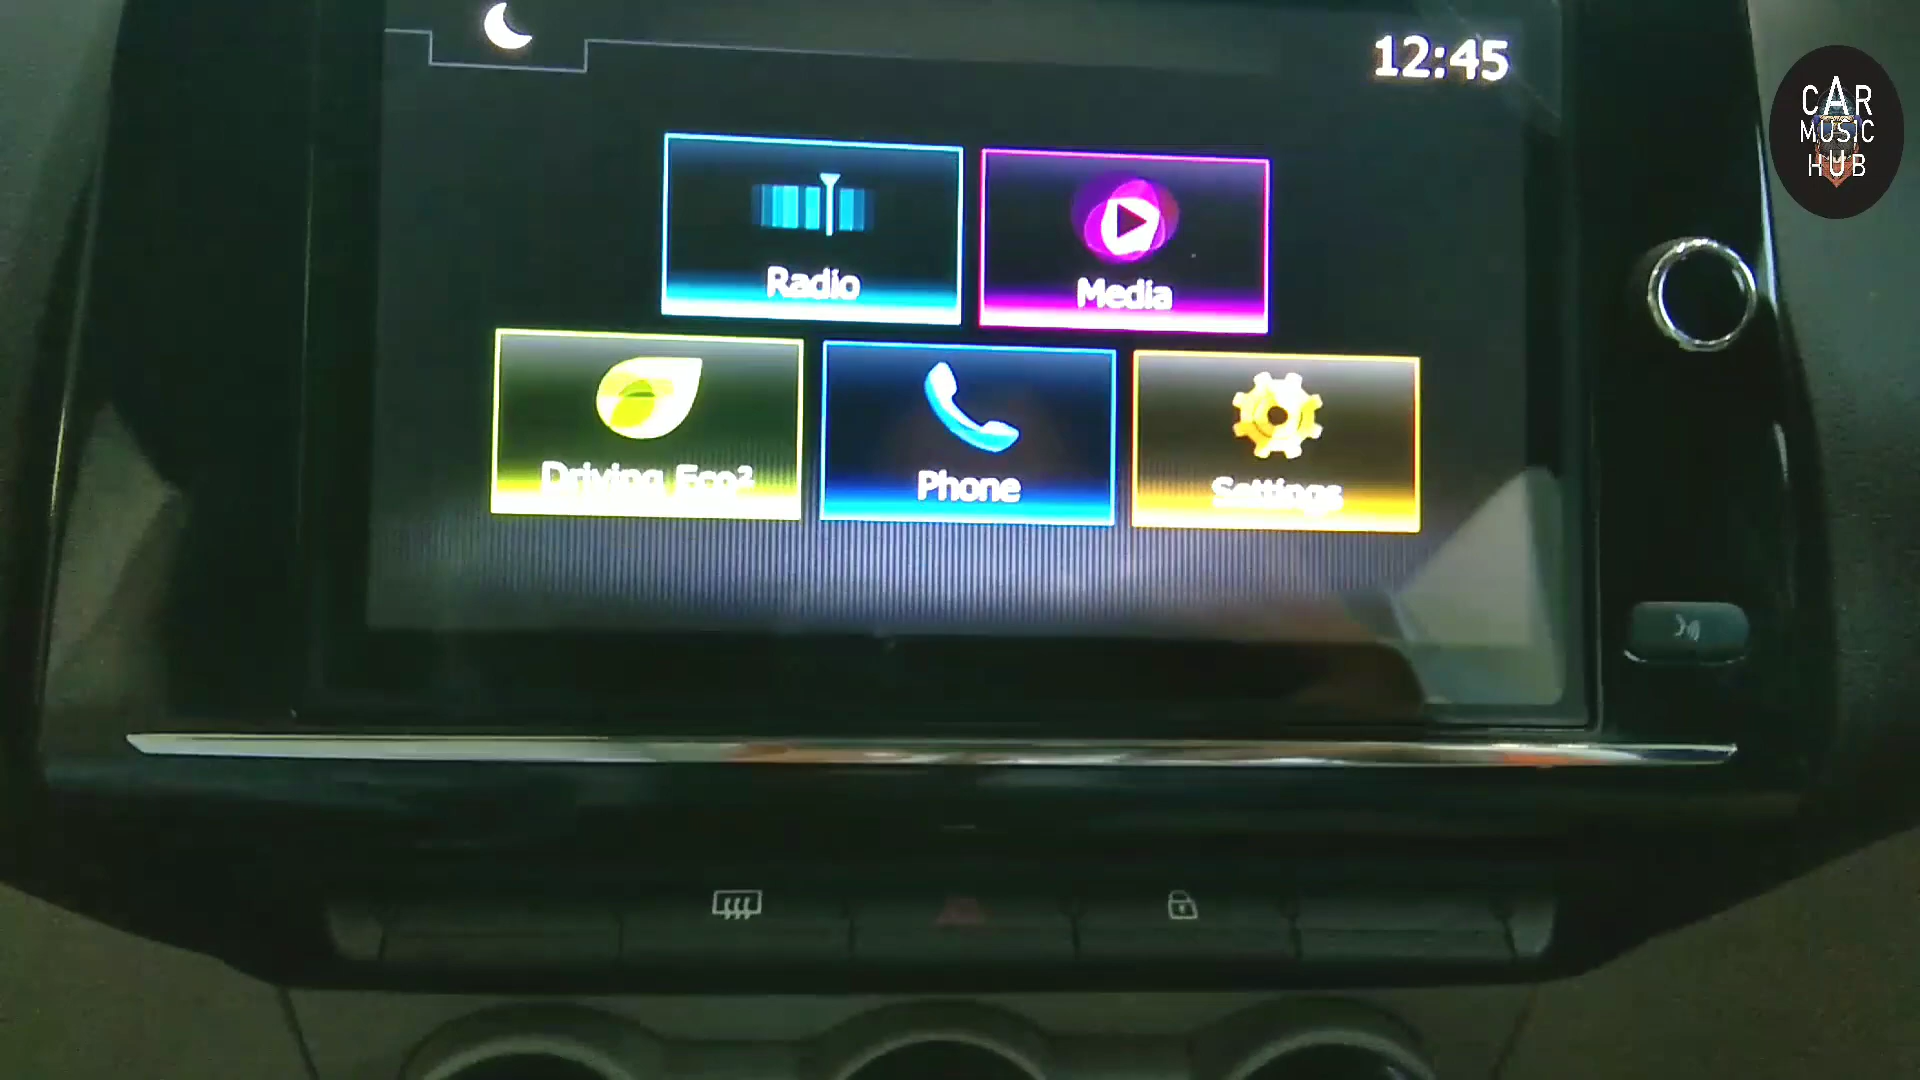 12:45
CAR
MUSIC
HUB
Radio
Media
Driving Eco²
Phone
Settings